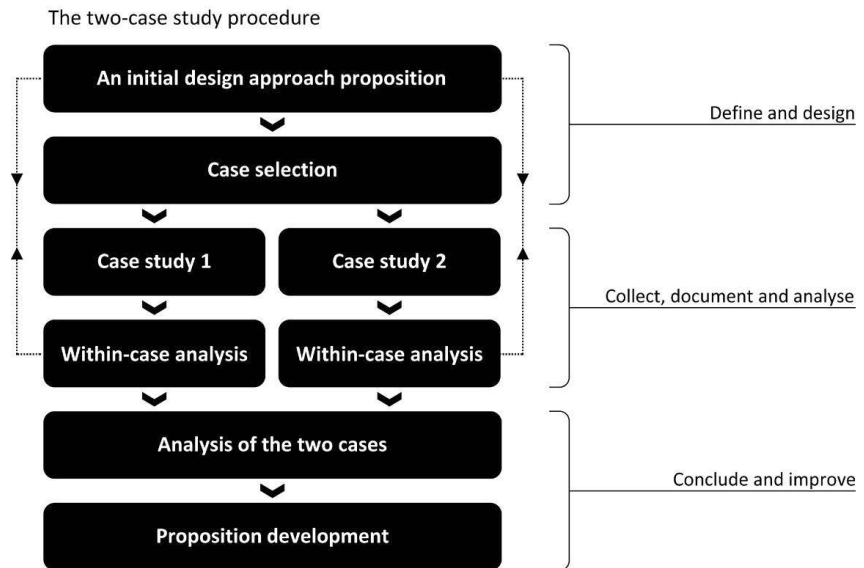 The two-case study procedure
An initial design approach proposition
Define and design
Case selection
Case study 1
Case study 2
Collect, document and analyse
Within-case analysis
Within-case analysis
Analysis of the two cases
Conclude and improve
Proposition development